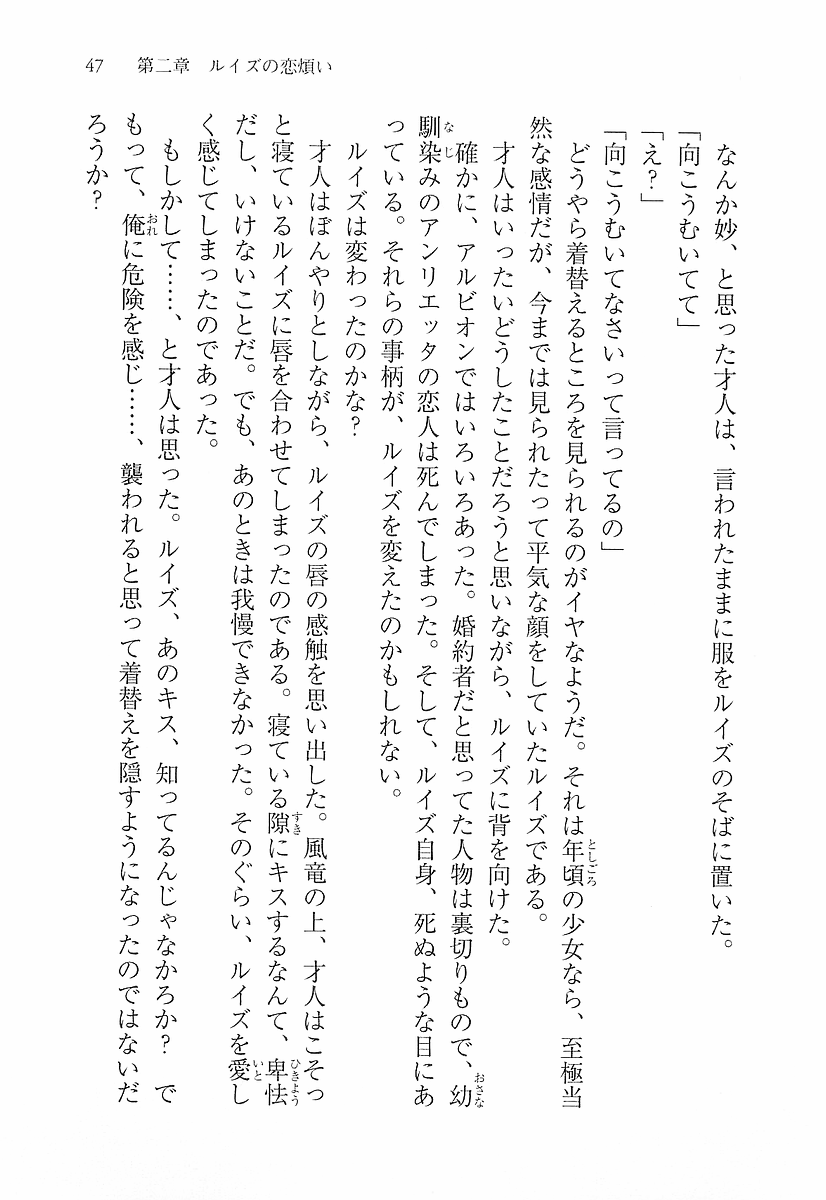 47　第二章　ルイズの恋煩い
　なんか妙、と思った才人は、言われたままに服をルイズのそばに置いた。
「向こうむいてて」
「え？」
「向こうむいてなさいって言ってるの」
　どうやら着替えるところを見られるのがイヤなようだ。それは年頃の少女なら、至極当
然な感情だが、今までは見られたって平気な顔をしていたルイズである。
　才人はいったいどうしたことだろうと思いながら、ルイズに背を向けた。
　確かに、アルビオンではいろいろあった。婚約者だと思ってた人物は裏切りもので、幼
馴染みのアンリエッタの恋人は死んでしまった。そして、ルイズ自身、死ぬような目にあ
っている。それらの事柄が、ルイズを変えたのかもしれない。
　ルイズは変わったのかな？
　才人はぼんやりとしながら、ルイズの唇の感触を思い出した。風竜の上、才人はこそっ
と寝ているルイズに唇を合わせてしまったのである。寝ている隙にキスするなんて、卑怯
だし、いけないことだ。でも、あのときは我慢できなかった。そのぐらい、ルイズを愛し
く感じてしまったのであった。
　もしかして……、と才人は思った。ルイズ、あのキス、知ってるんじゃなかろか？　で
もって、俺に危険を感じ……、襲われると思って着替えを隠すようになったのではないだ
ろうか？